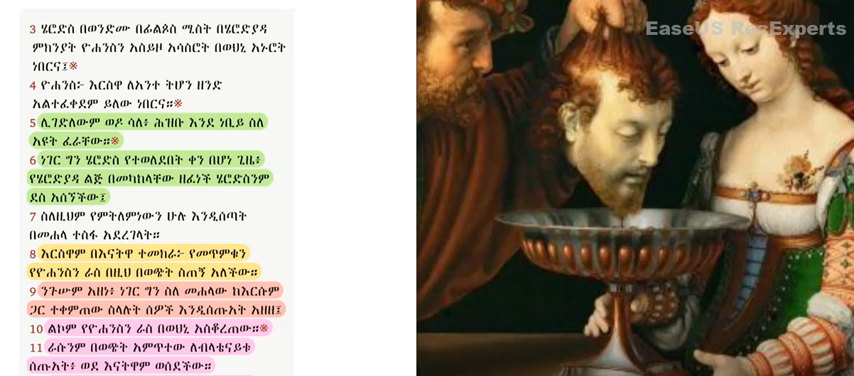 3 ሄሮድስ በወንድሙ በፊልጶስ ሚስት በሄሮድያዳ
ምክንያት ዮሐንስን አስይዞ አሳስሮት በወህኒ አኑሮት
ነበርና፤※
4 ዮሐንስ፦ እርስዋ ለአንተ ትሆን ዘንድ
አልተፈቀደም ይለው ነበርና።※
5 ሊገድለውም ወዶ ሳለ፥ ሕዝቡ እንደ ነቢይ ስለ
አዩት ፈራቸው።※
6 ነገር ግን ሄሮድስ የተወለደበት ቀን በሆነ ጊዜ፥
የሄሮድያዳ ልጅ በመካከላቸው ዘፈነች ሄሮድስንም
ደስ አሰኘችው፤
7 ስለዚህም የምትለምነውን ሁሉ እንዲሰጣት
በመሐላ ተስፋ አደረገላት።
8 እርስዋም በእናትዋ ተመክራ፦ የመጥምቁን
የዮሐንስን ራስ በዚህ በወጭት ስጠኝ አለችው።
9 ንጉሡም አዘነ፥ ነገር ግን ስለ መሐላው ከእርሱም
ጋር ተቀምጠው ስላሉት ሰዎች እንዲሰጡአት አዘዘ፤
10 ልኮም የዮሐንስን ራስ በወህኒ አስቆረጠው።※
11 ራሱንም በወጭት አምጥተው ለብላቴናይቱ
ሰጡአት፥ ወደ እናትዋም ወሰደችው።
EaseUS ResExperts